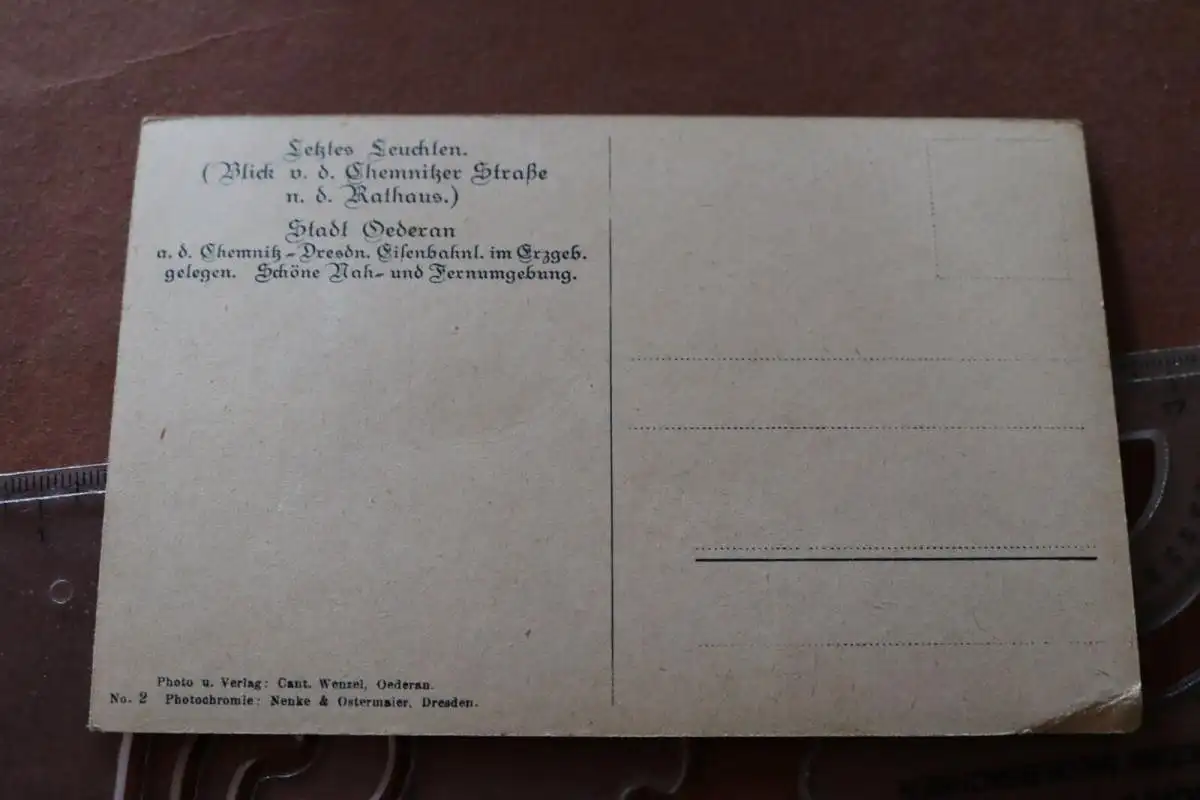 Letztes Leuchten.
(Blick v. d. Chemnitzer Straße
n. d. Rathaus.)
Stadt Oederan
a. d. Chemnitz-Dresdn. Eisenbahnl. im Erzgeb.
gelegen. Schöne Nah- und Fernumgebung.
Photo u. Verlag: Cant. Wenzel, Oederan.
No. 2 Photochromie: Nenke & Ostermaier, Dresden.